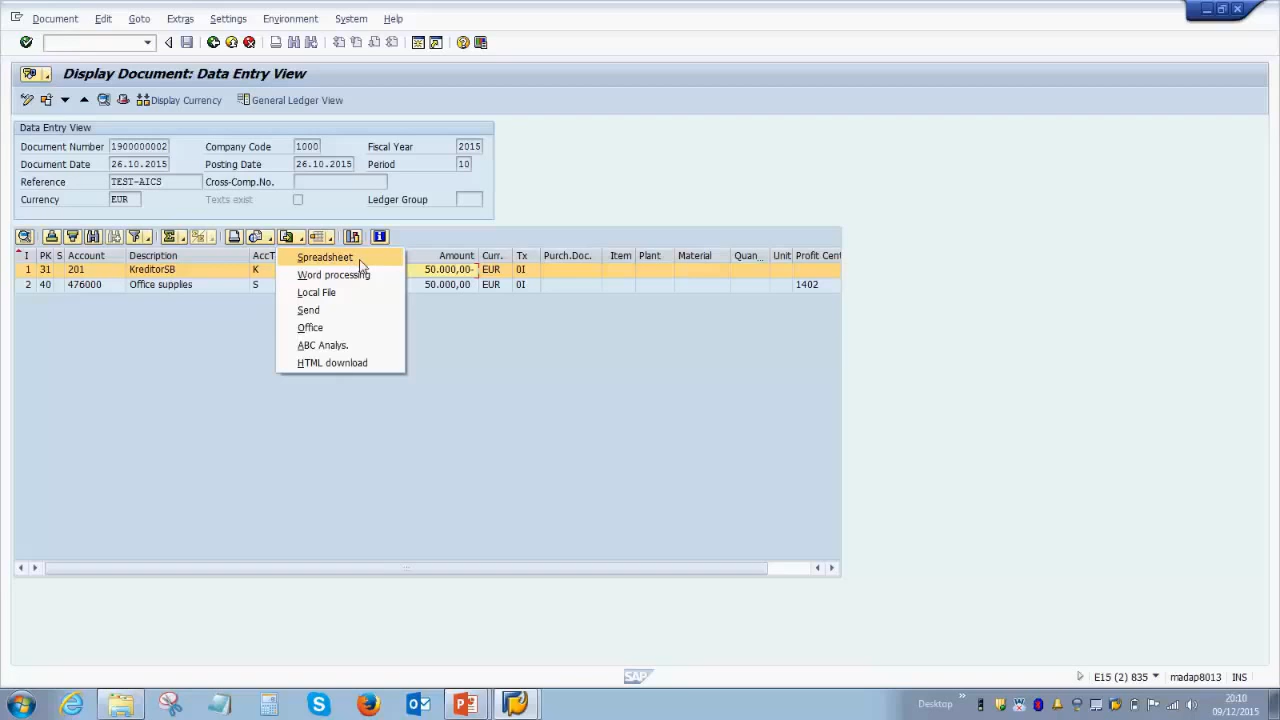 Document Edit Goto Extras Settings Environment System Help
Display Document: Data Entry View
Display Currency General Ledger View
Data Entry View
Document Number 1900000002 Company Code 1000 Fiscal Year 2015
Document Date 26.10.2015 Posting Date 26.10.2015 Period 10
Reference TEST-AICS Cross-Comp.No.
Currency EUR Texts exist Ledger Group
I PK S Account Description AccT Amount Curr. Tx Purch.Doc. Item Plant Material Quan... Unit Profit Cent
1 31 201 KreditorSB K 50.000,00- EUR 0I
2 40 476000 Office supplies S 50.000,00 EUR 0I 1402
Spreadsheet
Word processing
Local File
Send
Office
ABC Analys.
HTML download
SAP
E15 (2) 835 madap8013 INS
Desktop
20:10
09/12/2015